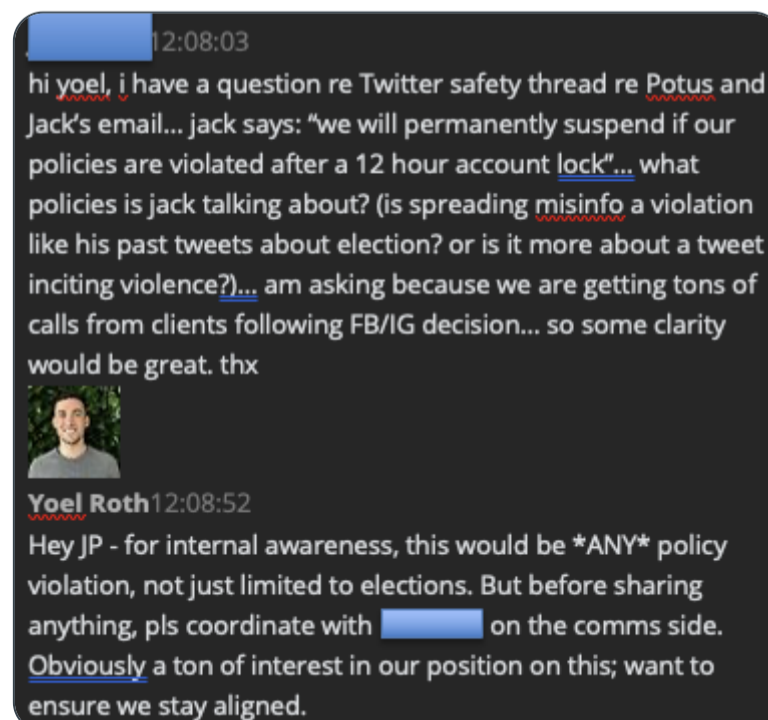 12:08:03
hi yoel, i have a question re Twitter safety thread re Potus and
Jack's email... jack says: “we will permanently suspend if our
policies are violated after a 12 hour account lock”... what
policies is jack talking about? (is spreading misinfo a violation
like his past tweets about election? or is it more about a tweet
inciting violence?)... am asking because we are getting tons of
calls from clients following FB/IG decision... so some clarity
would be great. thx
Yoel Roth12:08:52
Hey JP - for internal awareness, this would be *ANY* policy
violation, not just limited to elections. But before sharing
anything, pls coordinate with on the comms side.
Obviously a ton of interest in our position on this; want to
ensure we stay aligned.